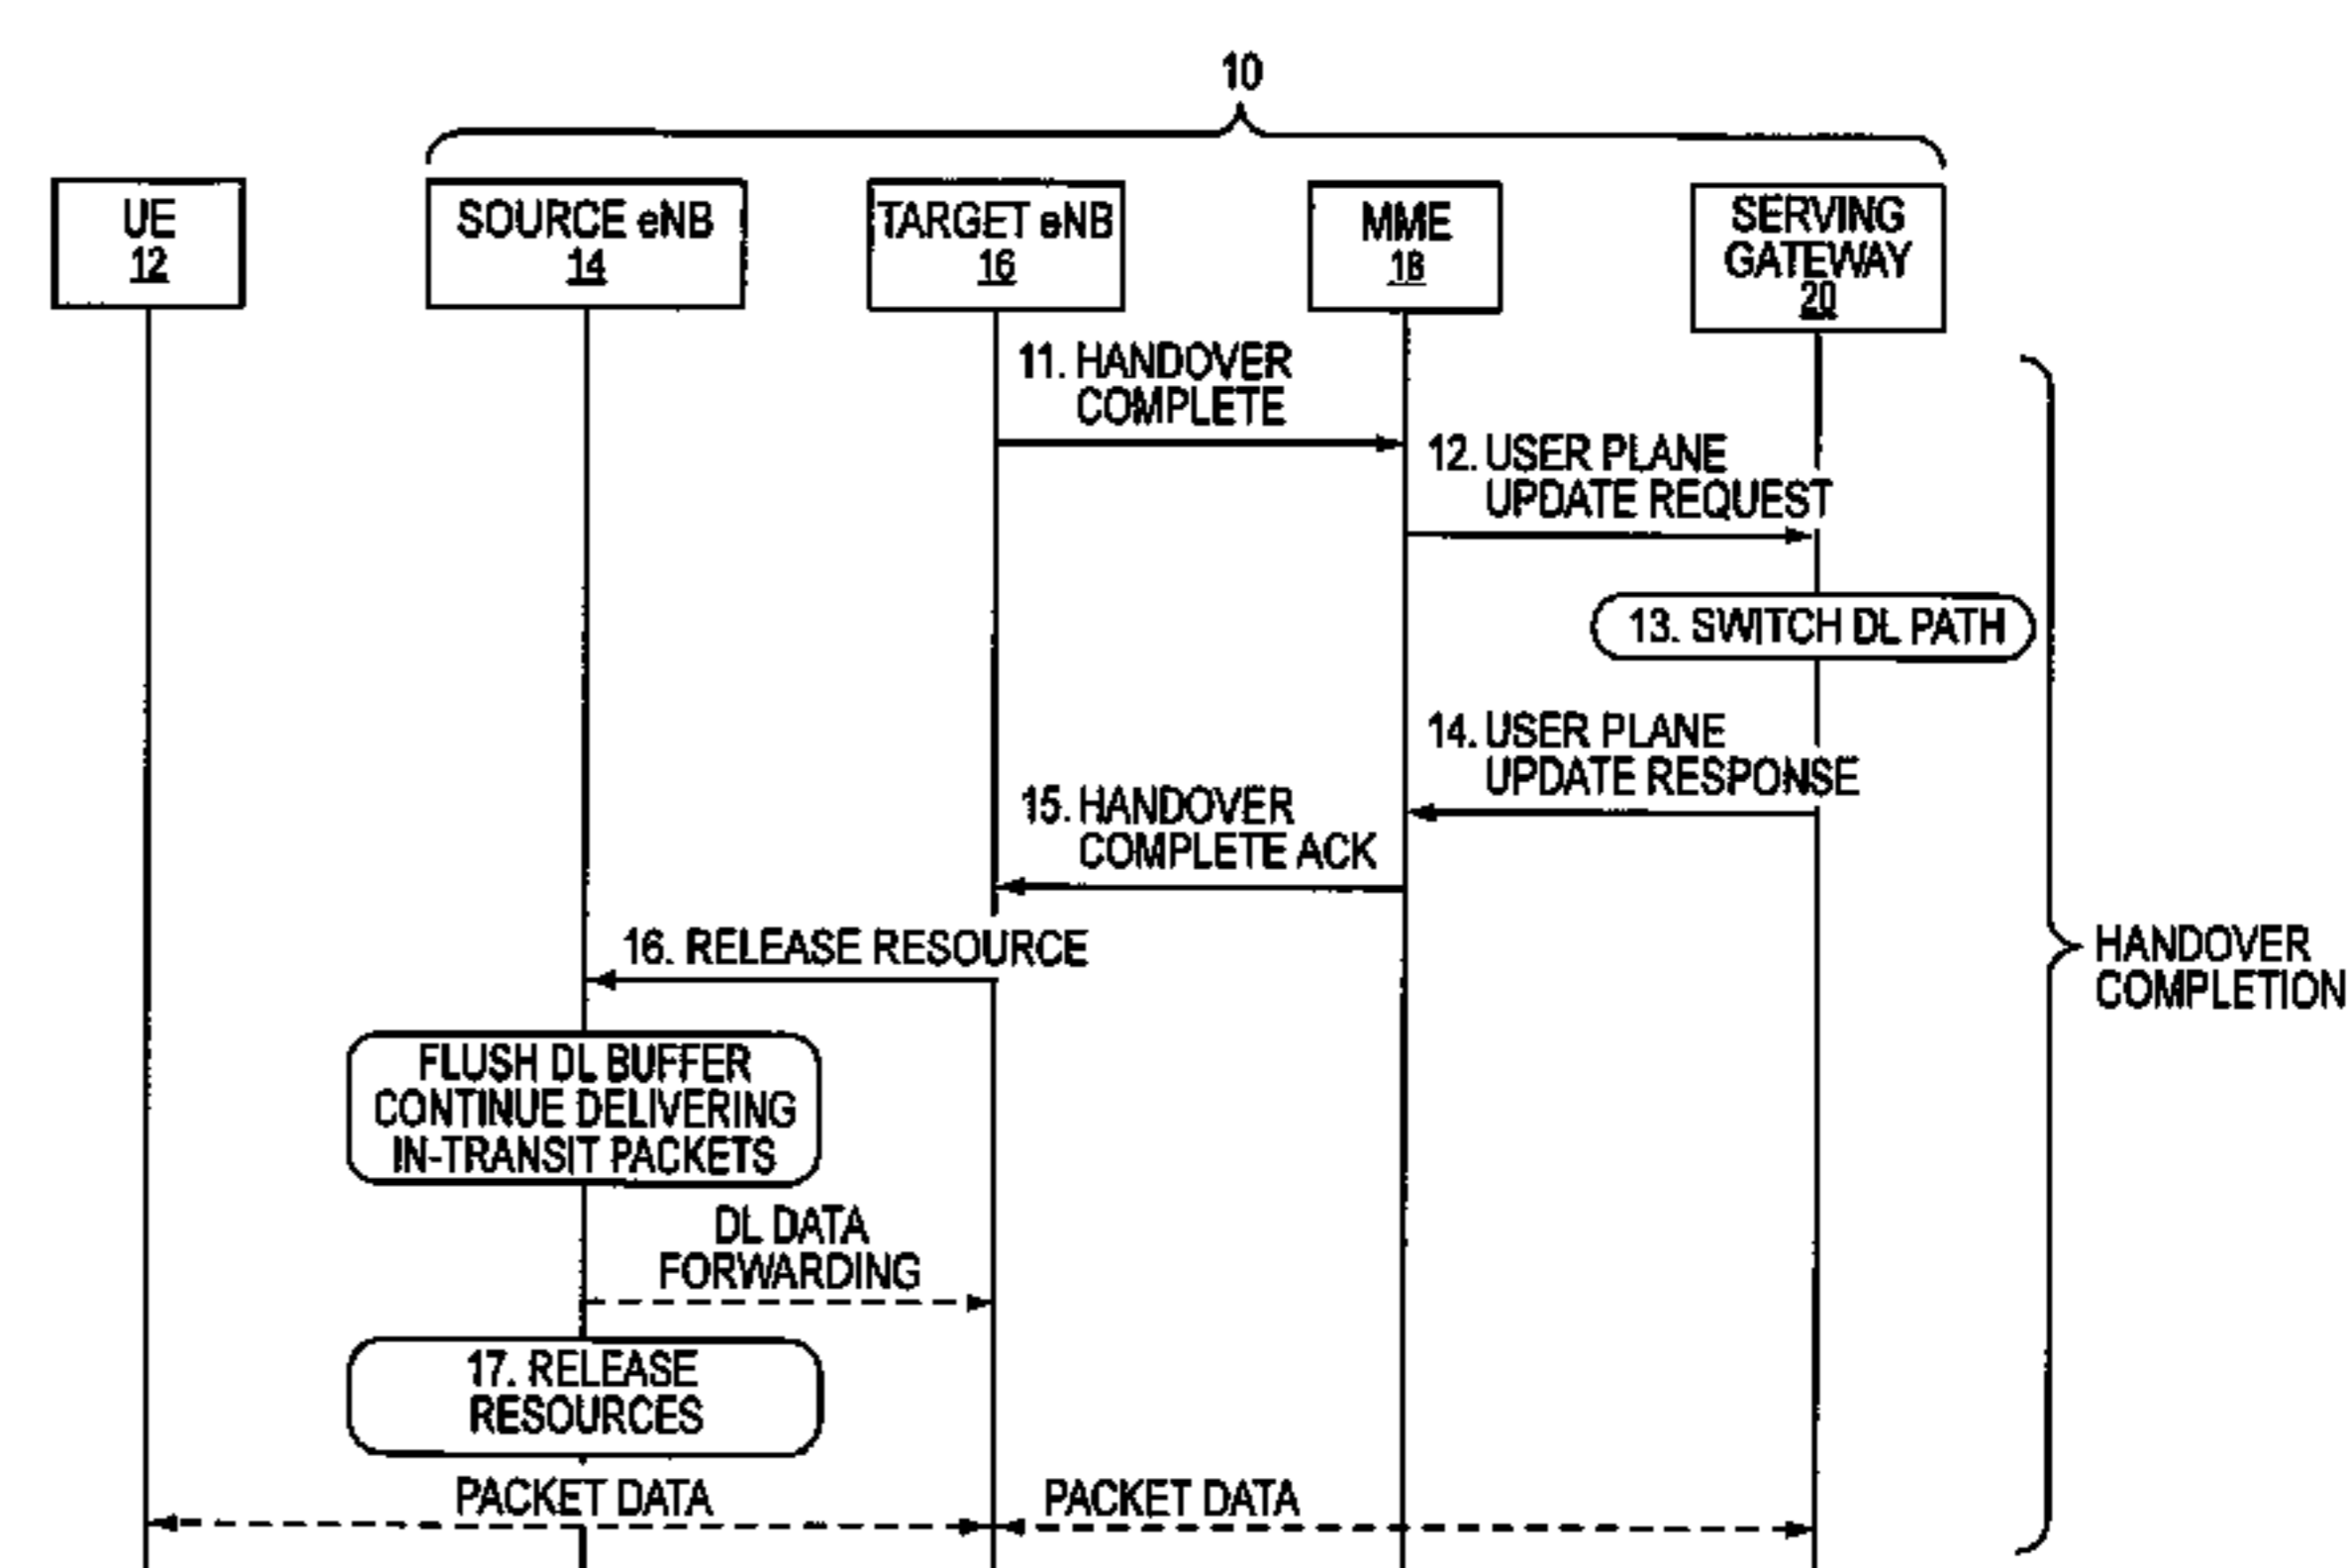 10
UE
12
SOURCE eNB
14
TARGET eNB
16
MME
18
SERVING
GATEWAY
20
11. HANDOVER
COMPLETE
12. USER PLANE
UPDATE REQUEST
13. SWITCH DL PATH
14. USER PLANE
UPDATE RESPONSE
15. HANDOVER
COMPLETE ACK
16. RELEASE RESOURCE
HANDOVER
COMPLETION
FLUSH DL BUFFER
CONTINUE DELIVERING
IN-TRANSIT PACKETS
DL DATA
FORWARDING
17. RELEASE
RESOURCES
PACKET DATA
PACKET DATA